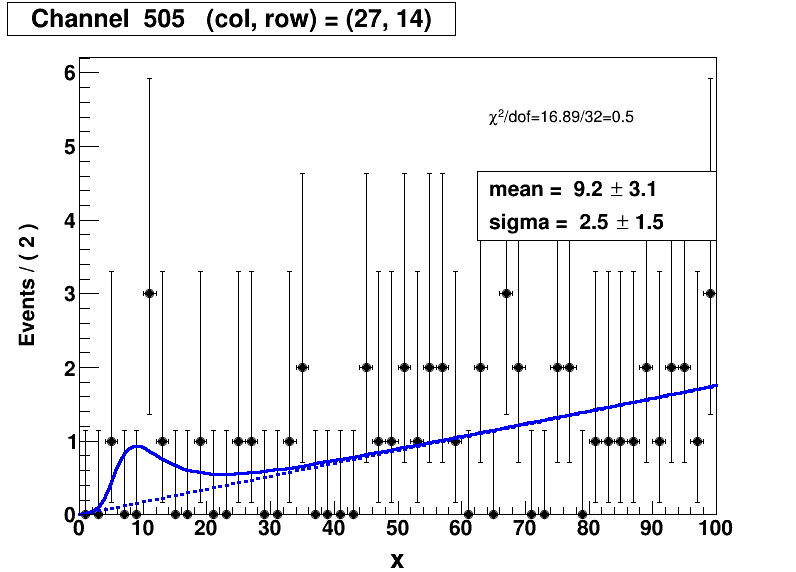 Channel 505 (col, row) = (27, 14)
χ²/dof=16.89/32=0.5
mean = 9.2 ± 3.1
sigma = 2.5 ± 1.5
Events / ( 2 )
6
5
4
3
2
1
0
0 10 20 30 40 50 60 70 80 90 100
x